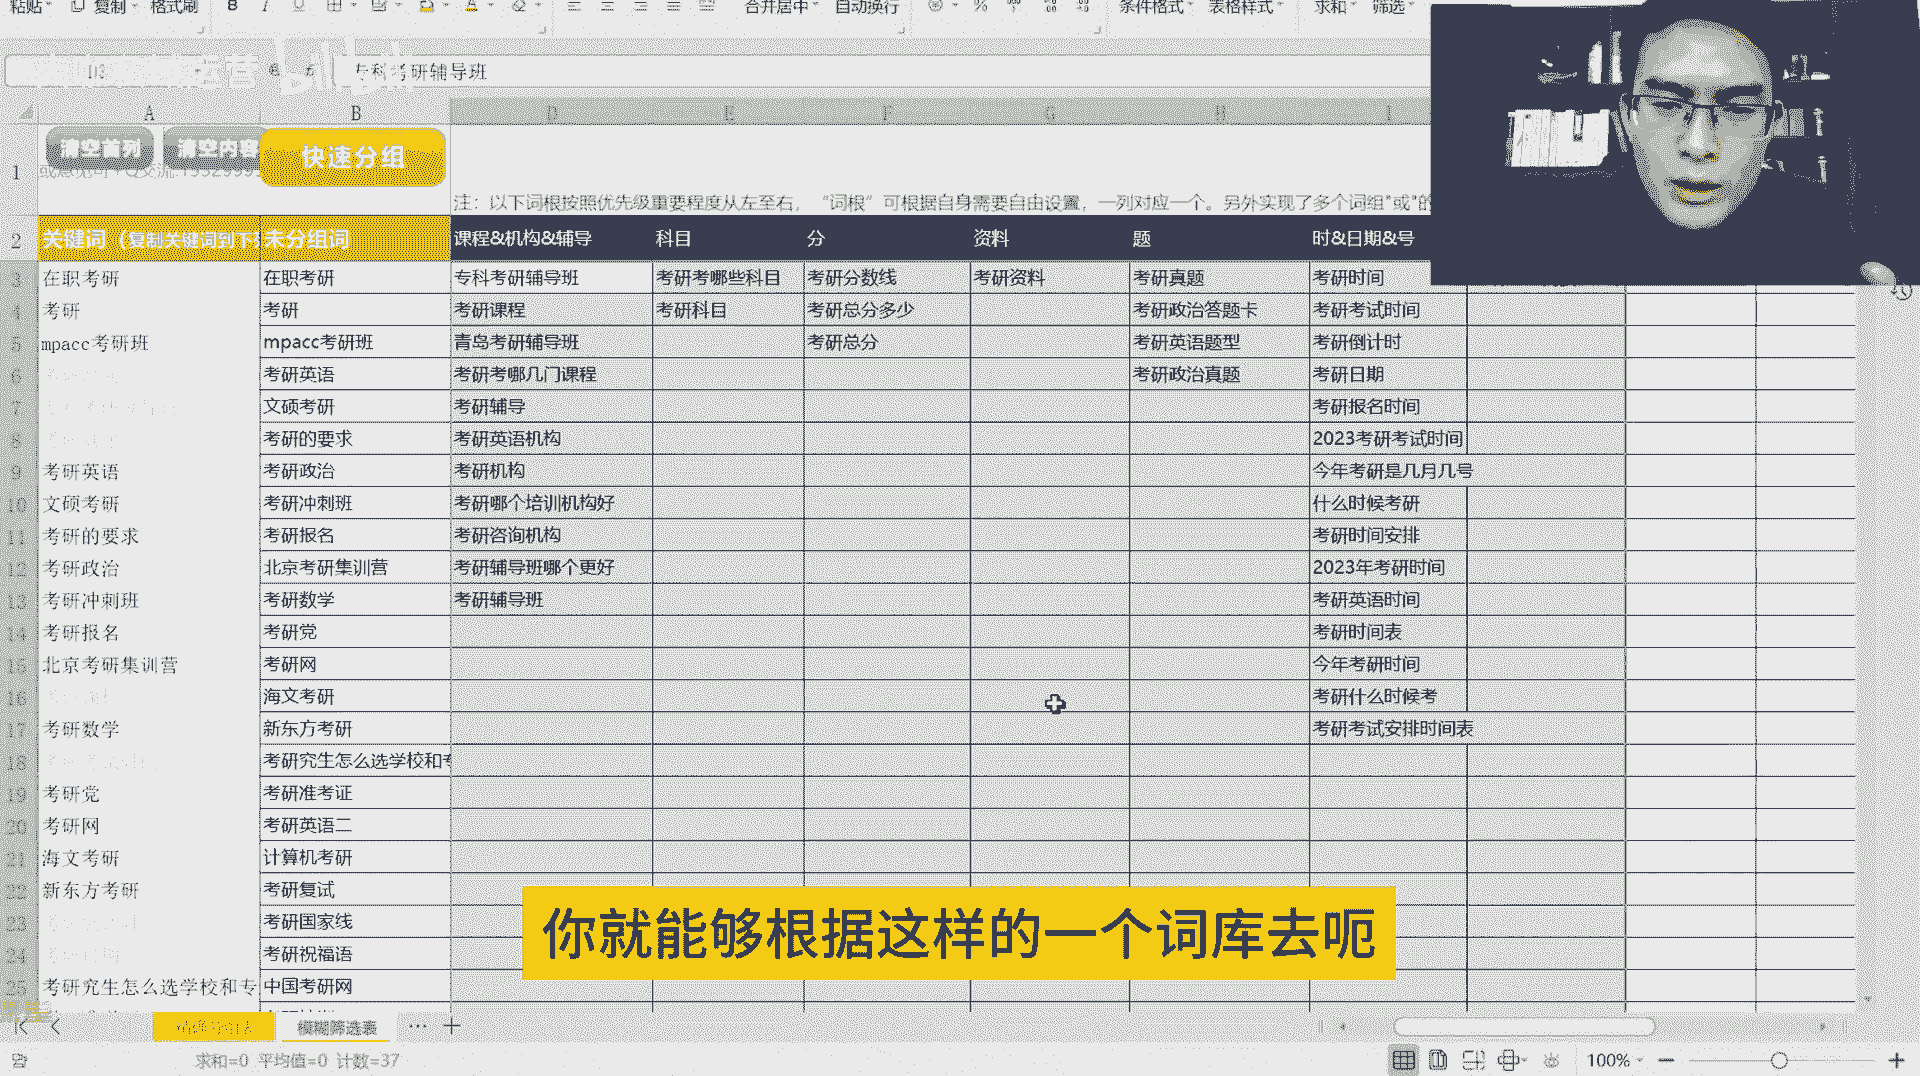 粘贴 复制 格式刷 B I U A 合并居中 自动换行 % 条件格式 表格样式 求和 筛选
专科考研辅导班
A B D E F G H I
清空首列 清空内容 快速分组
1
注：以下词根按照优先级重要程度从左至右，“词根”可根据自身需要自由设置，一列对应一个。另外实现了多个词组"或"的
2 关键词（复制关键词到下 未分组词 课程&机构&辅导 科目 分 资料 题 时&日期&号
3 在职考研 在职考研 专科考研辅导班 考研考哪些科目 考研分数线 考研资料 考研真题 考研时间
4 考研 考研 考研课程 考研科目 考研总分多少 考研政治答题卡 考研考试时间
5 mpacc考研班 mpacc考研班 青岛考研辅导班 考研总分 考研英语题型 考研倒计时
6 考研英语 考研考哪几门课程 考研政治真题 考研日期
7 文硕考研 考研辅导 考研报名时间
8 考研的要求 考研英语机构 2023考研考试时间
9 考研英语 考研政治 考研机构 今年考研是几月几号
10 文硕考研 考研冲刺班 考研哪个培训机构好 什么时候考研
11 考研的要求 考研报名 考研咨询机构 考研时间安排
12 考研政治 北京考研集训营 考研辅导班哪个更好 2023年考研时间
13 考研冲刺班 考研数学 考研辅导班 考研英语时间
14 考研报名 考研党 考研时间表
15 北京考研集训营 考研网 今年考研时间
16 海文考研 考研什么时候考
17 考研数学 新东方考研 考研考试安排时间表
18 考研究生怎么选学校和专
19 考研党 考研准考证
20 考研网 考研英语二
21 海文考研 计算机考研
22 新东方考研 考研复试
23 考研国家线
24 考研祝福语
25 考研究生怎么选学校和专 中国考研网
你就能够根据这样的一个词库去呃
模糊筛选表 ··· +
求和=0 平均值=0 计数=37 100% − +